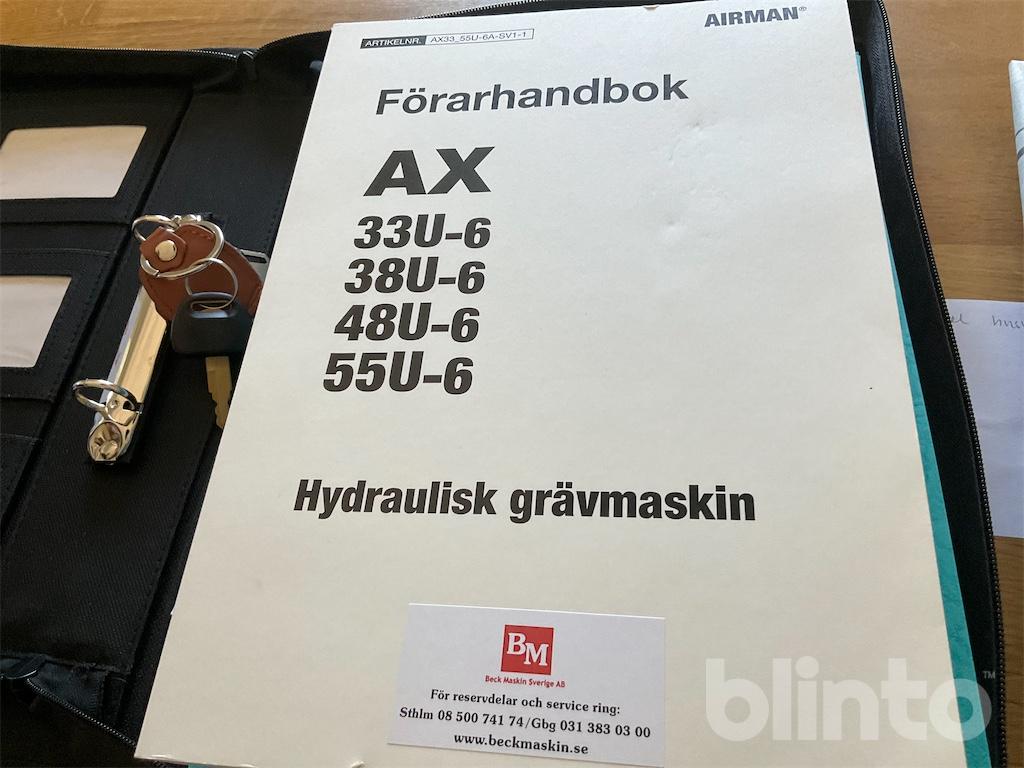 AIRMAN®
ARTIKELNR. AX33_55U-6A-SV1-1
Förarhandbok
AX
33U-6
38U-6
48U-6
55U-6
Hydraulisk grävmaskin
BM
Beck Maskin Sverige AB
För reservdelar och service ring:
Sthlm 08 500 741 74/Gbg 031 383 03 00
www.beckmaskin.se
blinto™